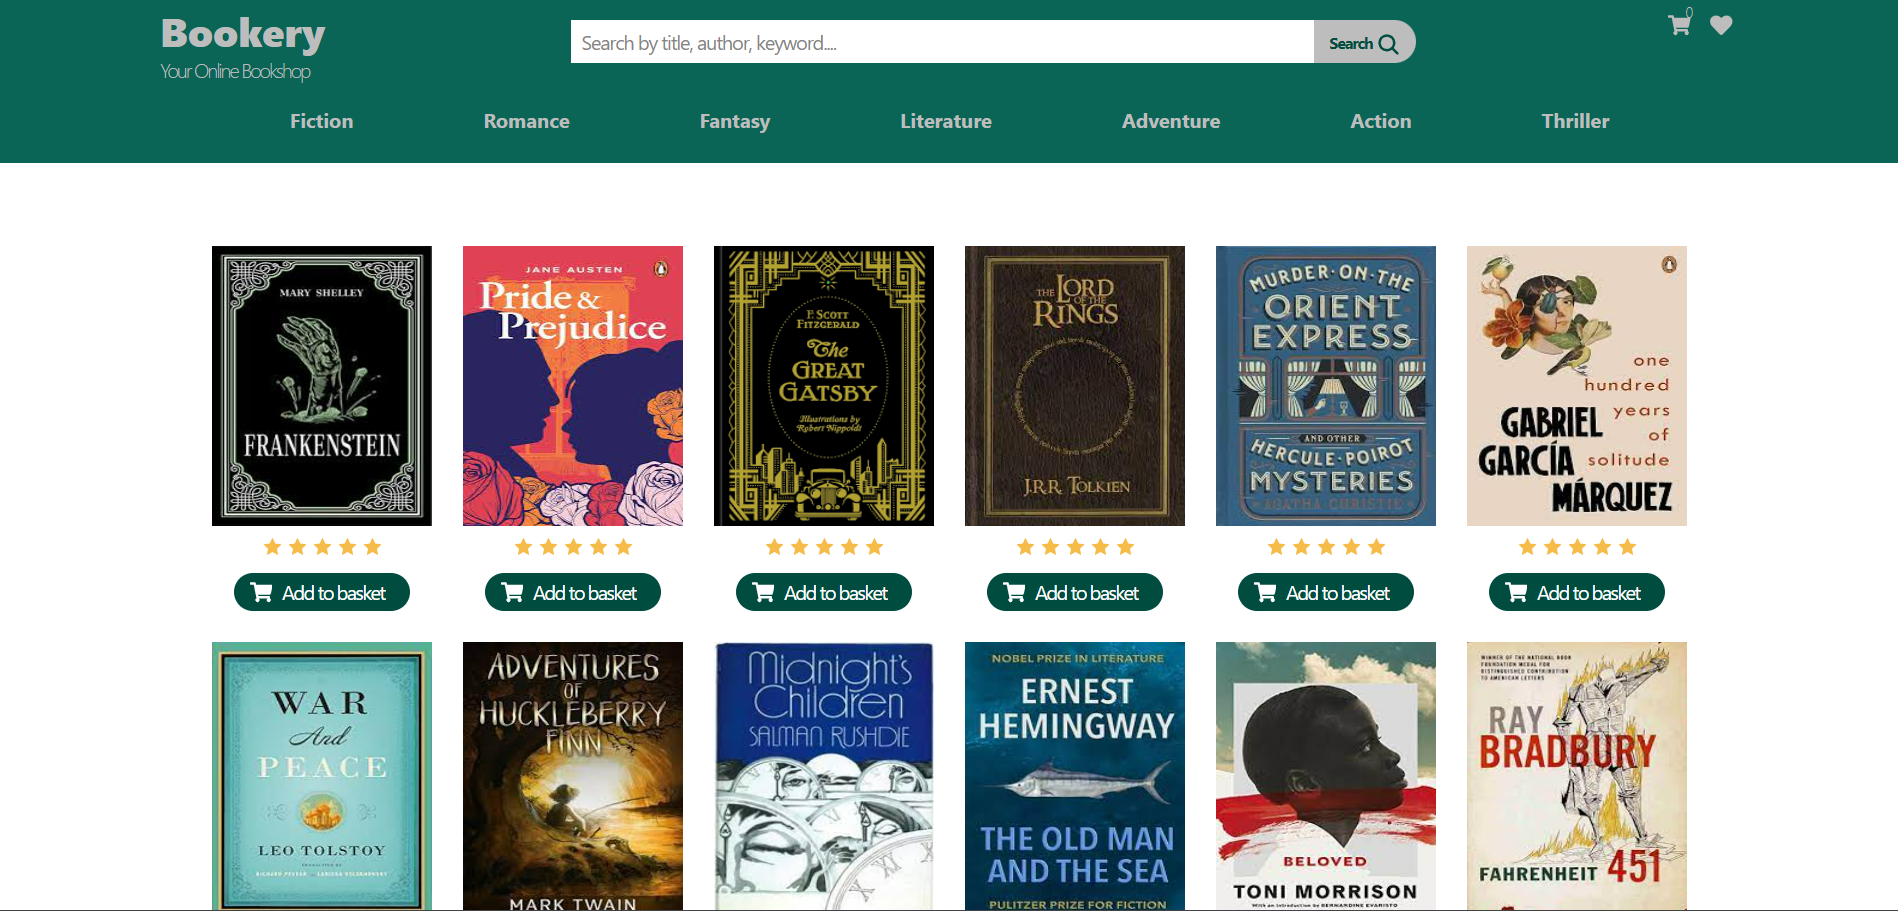 Bookery
Your Online Bookshop
Search by title, author, keyword....
Search
0
Fiction
Romance
Fantasy
Literature
Adventure
Action
Thriller
MARY SHELLEY
FRANKENSTEIN
JANE AUSTEN
Pride &
Prejudice
F. SCOTT
FITZGERALD
The
GREAT
GATSBY
Illustrations by
Robert Nippoldt
THE LORD
OF THE
RINGS
J.R.R. TOLKIEN
MURDER·ON·THE
ORIENT
EXPRESS
AND OTHER
HERCULE·POIROT
MYSTERIES
AGATHA CHRISTIE
one
hundred
years
of
solitude
GABRIEL
GARCÍA
MÁRQUEZ
Add to basket
Add to basket
Add to basket
Add to basket
Add to basket
Add to basket
WAR
And
PEACE
LEO TOLSTOY
TRANSLATED BY
RICHARD PEVEAR
LARISSA VOLOKHONSKY
ADVENTURES
OF
HUCKLEBERRY
FINN
MARK TWAIN
Midnight's
Children
SALMAN RUSHDIE
NOBEL PRIZE IN LITERATURE
ERNEST
HEMINGWAY
THE OLD MAN
AND THE SEA
PULITZER PRIZE FOR FICTION
BELOVED
TONI MORRISON
With an introduction by BERNARDINE EVARISTO
WINNER OF THE NATIONAL BOOK
FOUNDATION MEDAL FOR
DISTINGUISHED CONTRIBUTION
TO AMERICAN LETTERS
RAY
BRADBURY
FAHRENHEIT 451